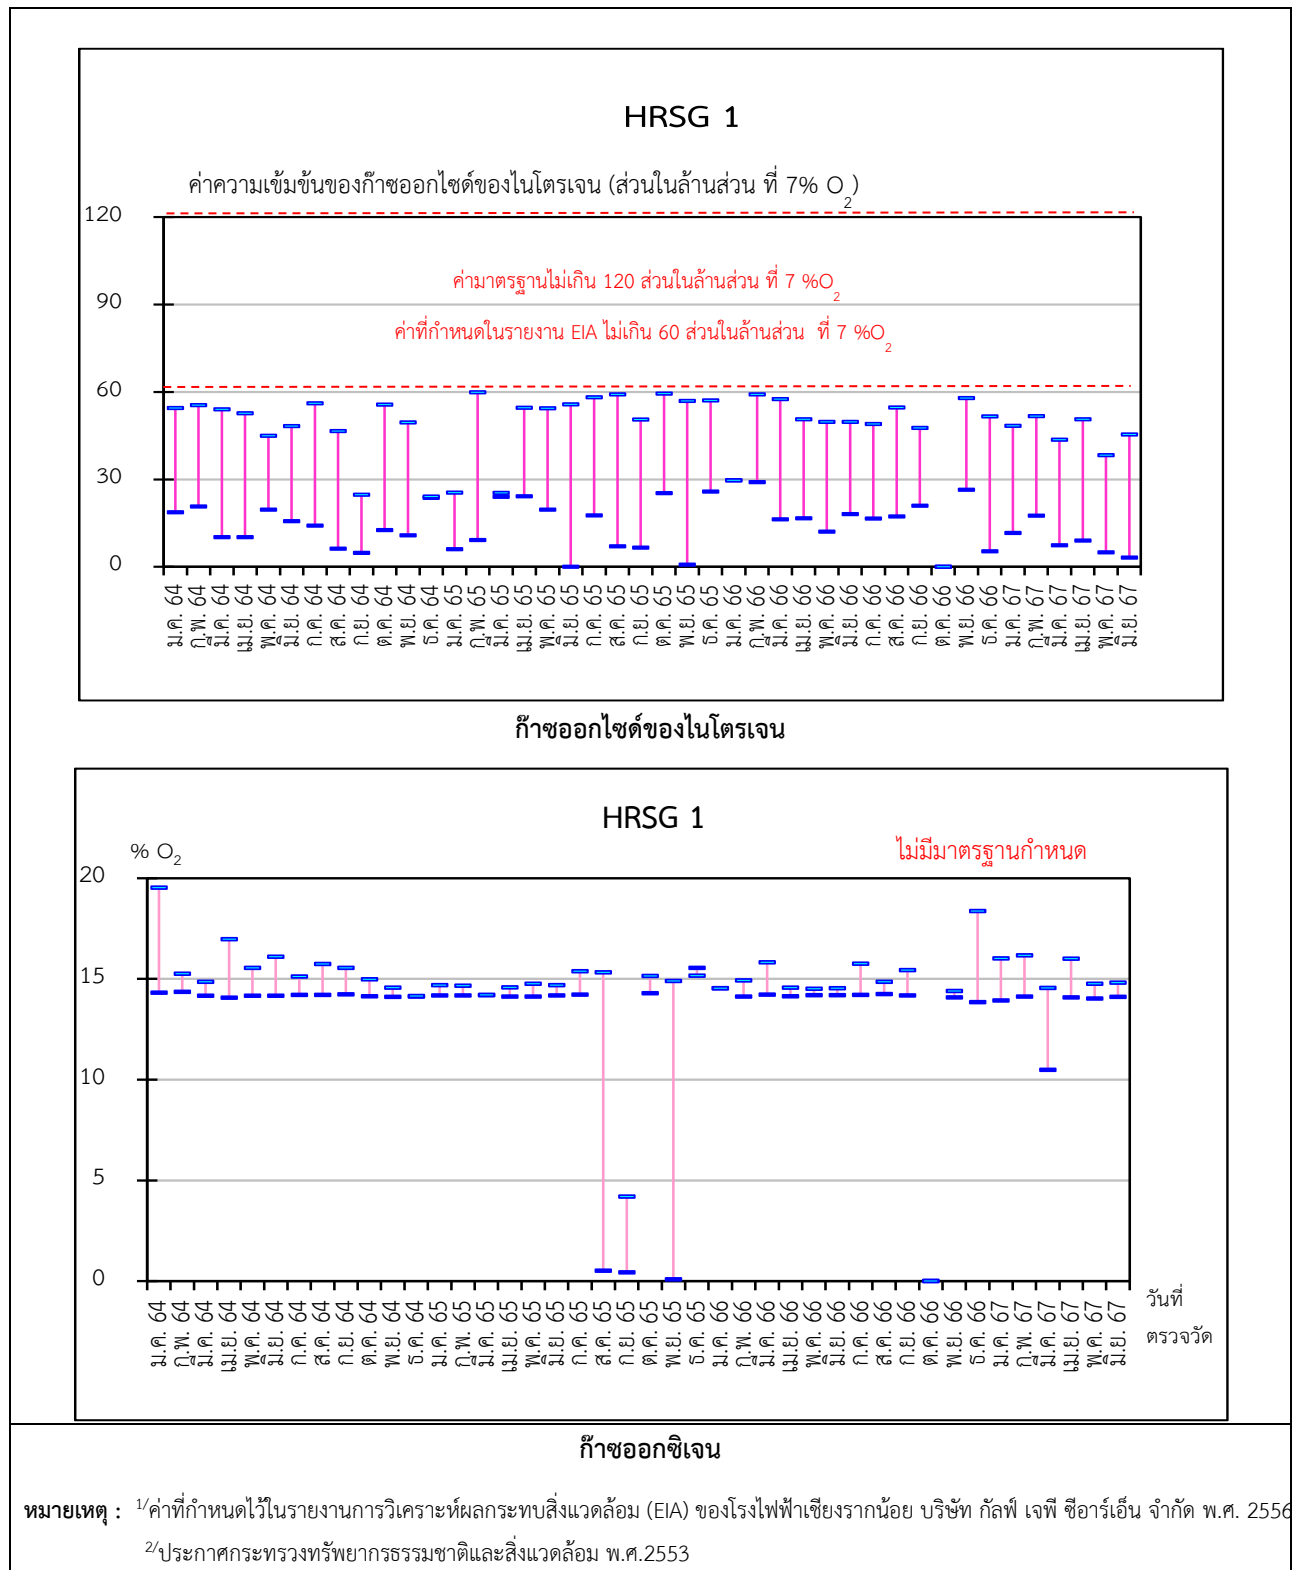 HRSG 1
ค่าความเข้มข้นของก๊าซออกไซด์ของไนโตรเจน (ส่วนในล้านส่วน ที่ 7% O2)
120
ค่ามาตรฐานไม่เกิน 120 ส่วนในล้านส่วน ที่ 7 %O2
90
ค่าที่กำหนดในรายงาน EIA ไม่เกิน 60 ส่วนในล้านส่วน ที่ 7 %O2
60
30
0
ม.ค. 64 ก.พ. 64 มี.ค. 64 เม.ย. 64 พ.ค. 64 มิ.ย. 64 ก.ค. 64 ส.ค. 64 ก.ย. 64 ต.ค. 64 พ.ย. 64 ธ.ค. 64 ม.ค. 65 ก.พ. 65 มี.ค. 65 เม.ย. 65 พ.ค. 65 มิ.ย. 65 ก.ค. 65 ส.ค. 65 ก.ย. 65 ต.ค. 65 พ.ย. 65 ธ.ค. 65 ม.ค. 66 ก.พ. 66 มี.ค. 66 เม.ย. 66 พ.ค. 66 มิ.ย. 66 ก.ค. 66 ส.ค. 66 ก.ย. 66 ต.ค. 66 พ.ย. 66 ธ.ค. 66 ม.ค. 67 ก.พ. 67 มี.ค. 67 เม.ย. 67 พ.ค. 67 มิ.ย. 67
ก๊าซออกไซด์ของไนโตรเจน
HRSG 1
% O2
ไม่มีมาตรฐานกำหนด
20
15
10
5
0
ม.ค. 64 ก.พ. 64 มี.ค. 64 เม.ย. 64 พ.ค. 64 มิ.ย. 64 ก.ค. 64 ส.ค. 64 ก.ย. 64 ต.ค. 64 พ.ย. 64 ธ.ค. 64 ม.ค. 65 ก.พ. 65 มี.ค. 65 เม.ย. 65 พ.ค. 65 มิ.ย. 65 ก.ค. 65 ส.ค. 65 ก.ย. 65 ต.ค. 65 พ.ย. 65 ธ.ค. 65 ม.ค. 66 ก.พ. 66 มี.ค. 66 เม.ย. 66 พ.ค. 66 มิ.ย. 66 ก.ค. 66 ส.ค. 66 ก.ย. 66 ต.ค. 66 พ.ย. 66 ธ.ค. 66 ม.ค. 67 ก.พ. 67 มี.ค. 67 เม.ย. 67 พ.ค. 67 มิ.ย. 67
วันที่
ตรวจวัด
ก๊าซออกซิเจน
หมายเหตุ : 1/ค่าที่กำหนดไว้ในรายงานการวิเคราะห์ผลกระทบสิ่งแวดล้อม (EIA) ของโรงไฟฟ้าเชียงรากน้อย บริษัท กัลฟ์ เจพี ซีอาร์เอ็น จำกัด พ.ศ. 2556
2/ประกาศกระทรวงทรัพยากรธรรมชาติและสิ่งแวดล้อม พ.ศ.2553